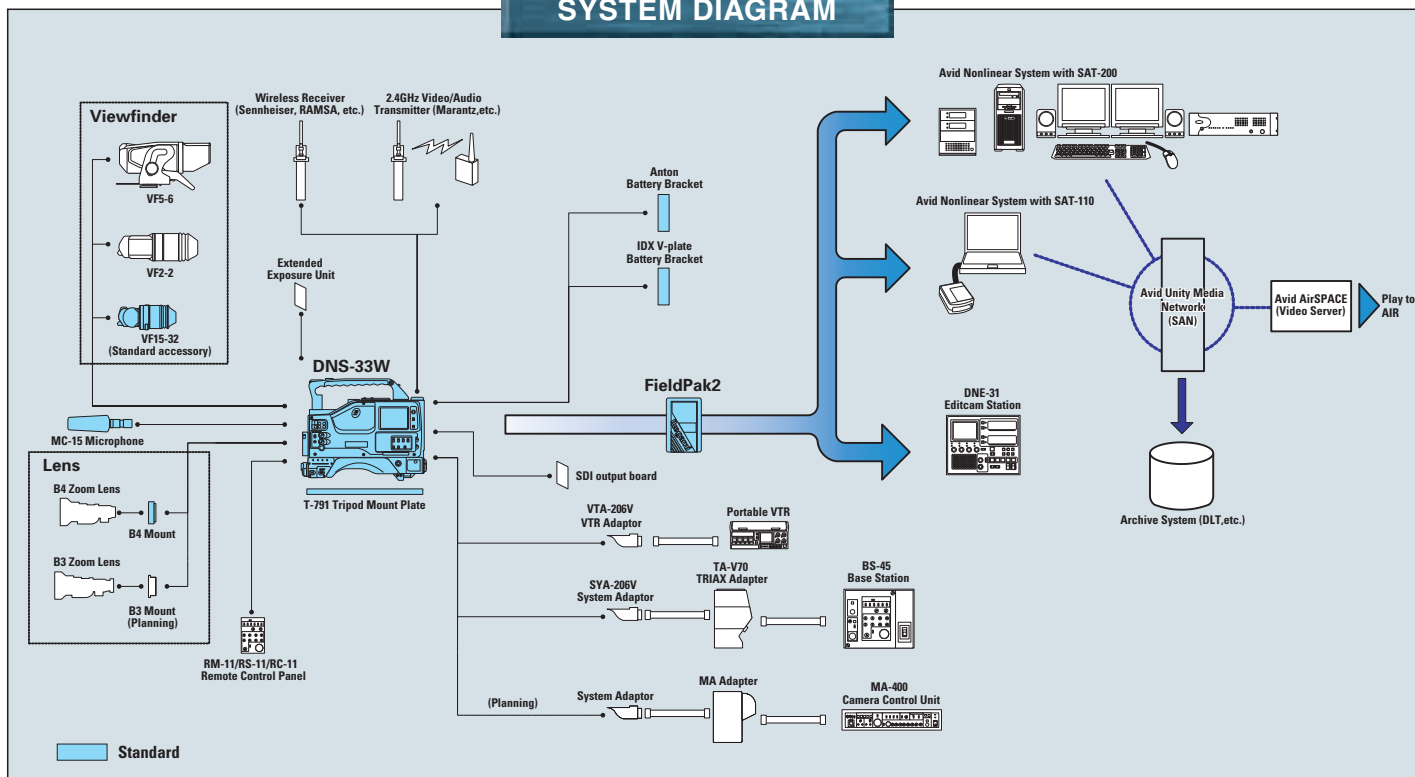 SYSTEM DIAGRAM
Viewfinder
VF5-6
VF2-2
VF15-32
(Standard accessory)
Wireless Receiver
(Sennheiser, RAMSA, etc.)
2.4GHz Video/Audio
Transmitter (Marantz,etc.)
Extended
Exposure Unit
Anton
Battery Bracket
IDX V-plate
Battery Bracket
DNS-33W
MC-15 Microphone
Lens
B4 Zoom Lens
B4 Mount
B3 Zoom Lens
B3 Mount
(Planning)
T-791 Tripod Mount Plate
RM-11/RS-11/RC-11
Remote Control Panel
SDI output board
VTA-206V
VTR Adaptor
Portable VTR
SYA-206V
System Adaptor
TA-V70
TRIAX Adapter
BS-45
Base Station
(Planning)
System Adaptor
MA Adapter
MA-400
Camera Control Unit
FieldPak2
Avid Nonlinear System with SAT-200
Avid Nonlinear System with SAT-110
DNE-31
Editcam Station
Avid Unity Media
Network
(SAN)
Avid AirSPACE
(Video Server)
Play to
AIR
Archive System (DLT,etc.)
Standard